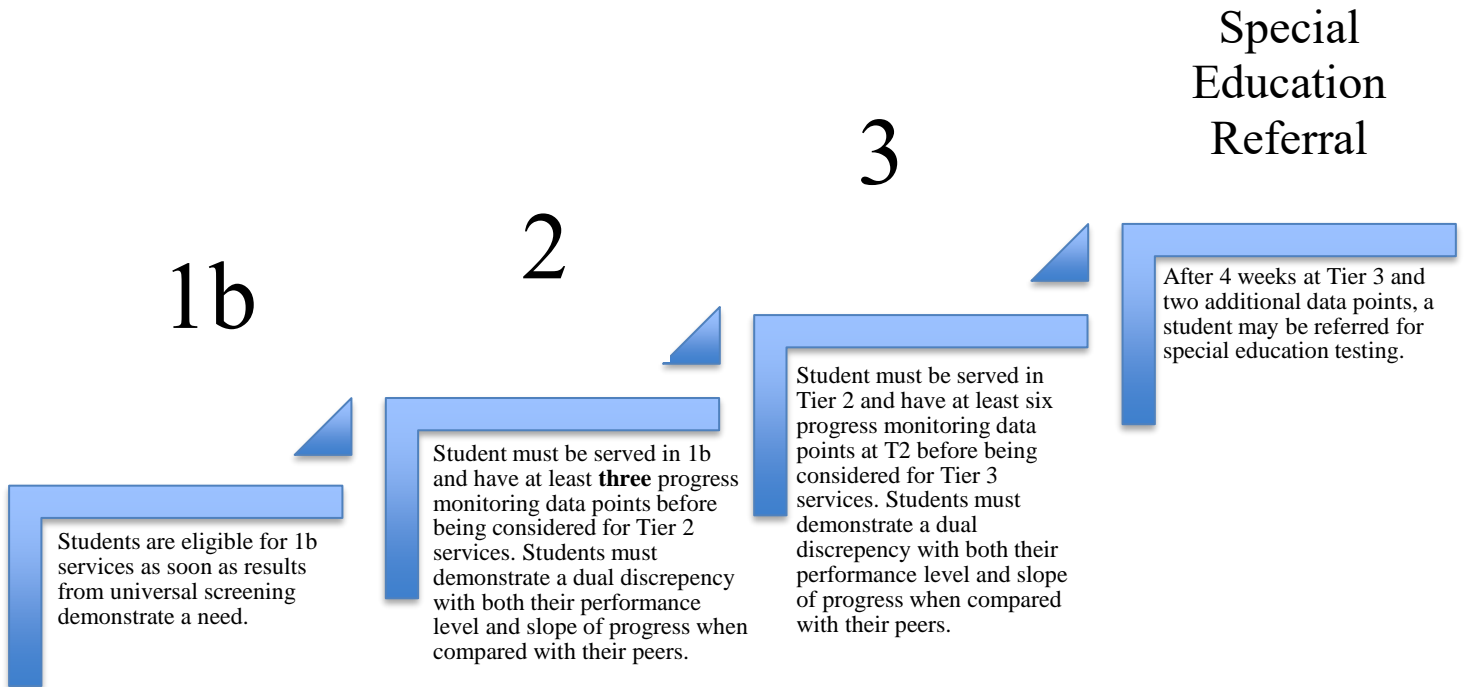 1b
Students are eligible for 1b
services as soon as results
from universal screening
demonstrate a need.
2
Student must be served in 1b
and have at least three progress
monitoring data points before
being considered for Tier 2
services. Students must
demonstrate a dual discrepency
with both their performance
level and slope of progress when
compared with their peers.
3
Student must be served in
Tier 2 and have at least six
progress monitoring data
points at T2 before being
considered for Tier 3
services. Students must
demonstrate a dual
discrepency with both their
performance level and slope
of progress when compared
with their peers.
Special
Education
Referral
After 4 weeks at Tier 3 and
two additional data points, a
student may be referred for
special education testing.